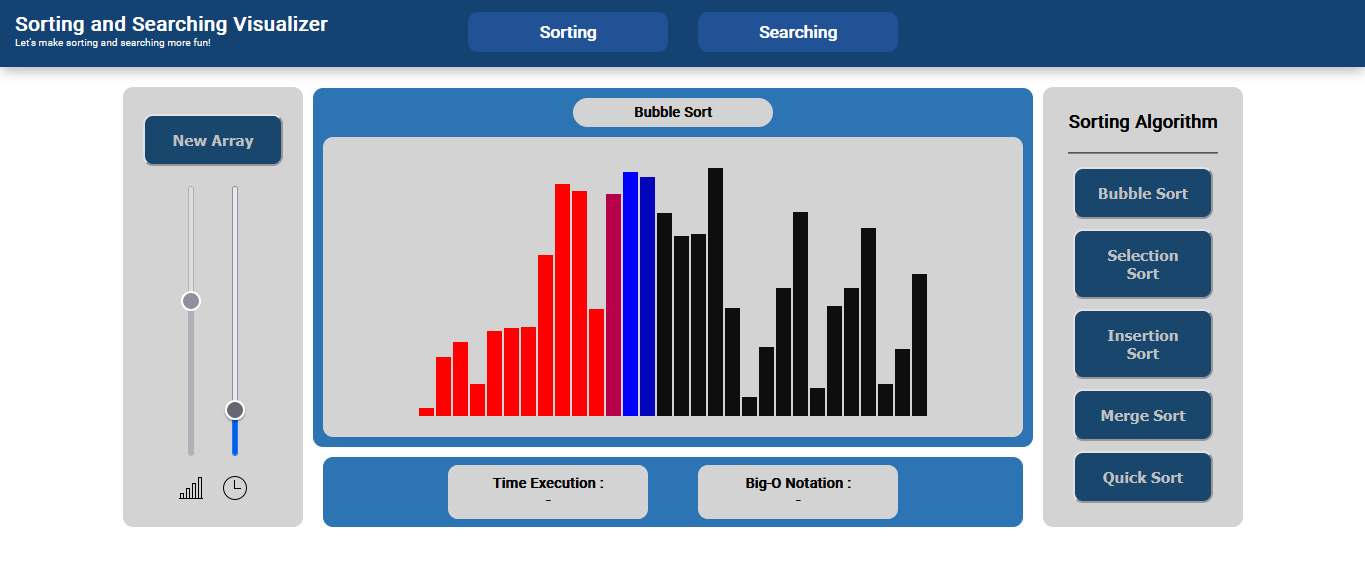 Sorting and Searching Visualizer
Let's make sorting and searching more fun!
Sorting
Searching
New Array
Bubble Sort
Time Execution :
-
Big-O Notation :
-
Sorting Algorithm
Bubble Sort
Selection
Sort
Insertion
Sort
Merge Sort
Quick Sort